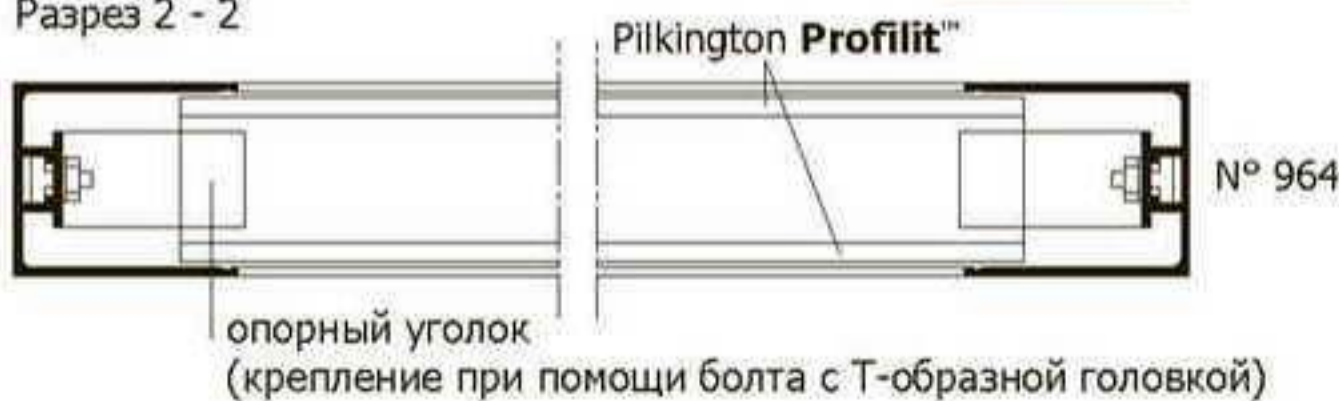 Разрез 2 - 2
Pilkington Profilit™
N° 964
опорный уголок
(крепление при помощи болта с Т-образной головкой)